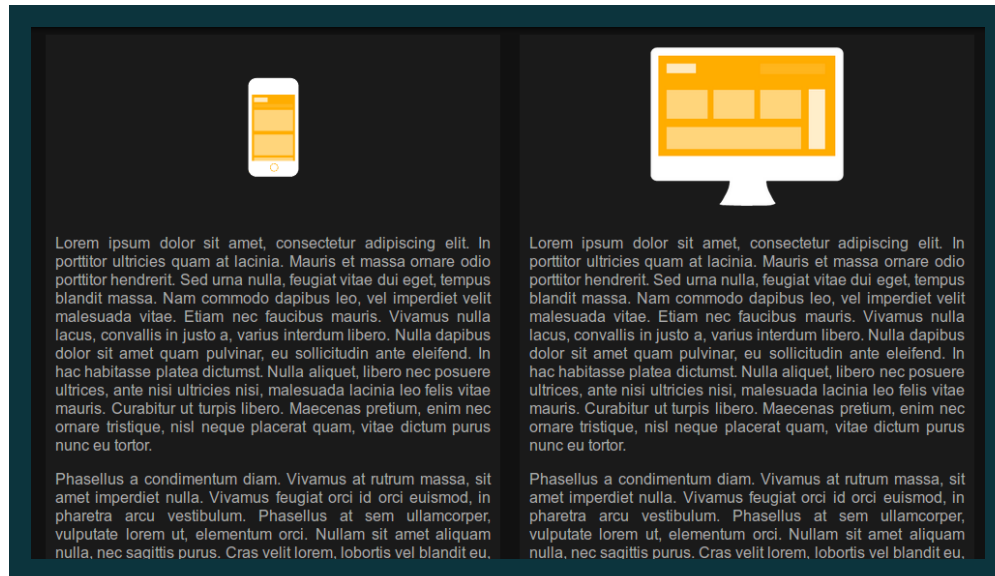 Lorem ipsum dolor sit amet, consectetur adipiscing elit. In
porttitor ultricies quam at lacinia. Mauris et massa ornare odio
porttitor hendrerit. Sed urna nulla, feugiat vitae dui eget, tempus
blandit massa. Nam commodo dapibus leo, vel imperdiet velit
malesuada vitae. Etiam nec faucibus mauris. Vivamus nulla
lacus, convallis in justo a, varius interdum libero. Nulla dapibus
dolor sit amet quam pulvinar, eu sollicitudin ante eleifend. In
hac habitasse platea dictumst. Nulla aliquet, libero nec posuere
ultrices, ante nisi ultricies nisi, malesuada lacinia leo felis vitae
mauris. Curabitur ut turpis libero. Maecenas pretium, enim nec
ornare tristique, nisl neque placerat quam, vitae dictum purus
nunc eu tortor.
Phasellus a condimentum diam. Vivamus at rutrum massa, sit
amet imperdiet nulla. Vivamus feugiat orci id orci euismod, in
pharetra arcu vestibulum. Phasellus at sem ullamcorper,
vulputate lorem ut, elementum orci. Nullam sit amet aliquam
nulla, nec sagittis purus. Cras velit lorem, lobortis vel blandit eu,
Lorem ipsum dolor sit amet, consectetur adipiscing elit. In
porttitor ultricies quam at lacinia. Mauris et massa ornare odio
porttitor hendrerit. Sed urna nulla, feugiat vitae dui eget, tempus
blandit massa. Nam commodo dapibus leo, vel imperdiet velit
malesuada vitae. Etiam nec faucibus mauris. Vivamus nulla
lacus, convallis in justo a, varius interdum libero. Nulla dapibus
dolor sit amet quam pulvinar, eu sollicitudin ante eleifend. In
hac habitasse platea dictumst. Nulla aliquet, libero nec posuere
ultrices, ante nisi ultricies nisi, malesuada lacinia leo felis vitae
mauris. Curabitur ut turpis libero. Maecenas pretium, enim nec
ornare tristique, nisl neque placerat quam, vitae dictum purus
nunc eu tortor.
Phasellus a condimentum diam. Vivamus at rutrum massa, sit
amet imperdiet nulla. Vivamus feugiat orci id orci euismod, in
pharetra arcu vestibulum. Phasellus at sem ullamcorper,
vulputate lorem ut, elementum orci. Nullam sit amet aliquam
nulla, nec sagittis purus. Cras velit lorem, lobortis vel blandit eu,